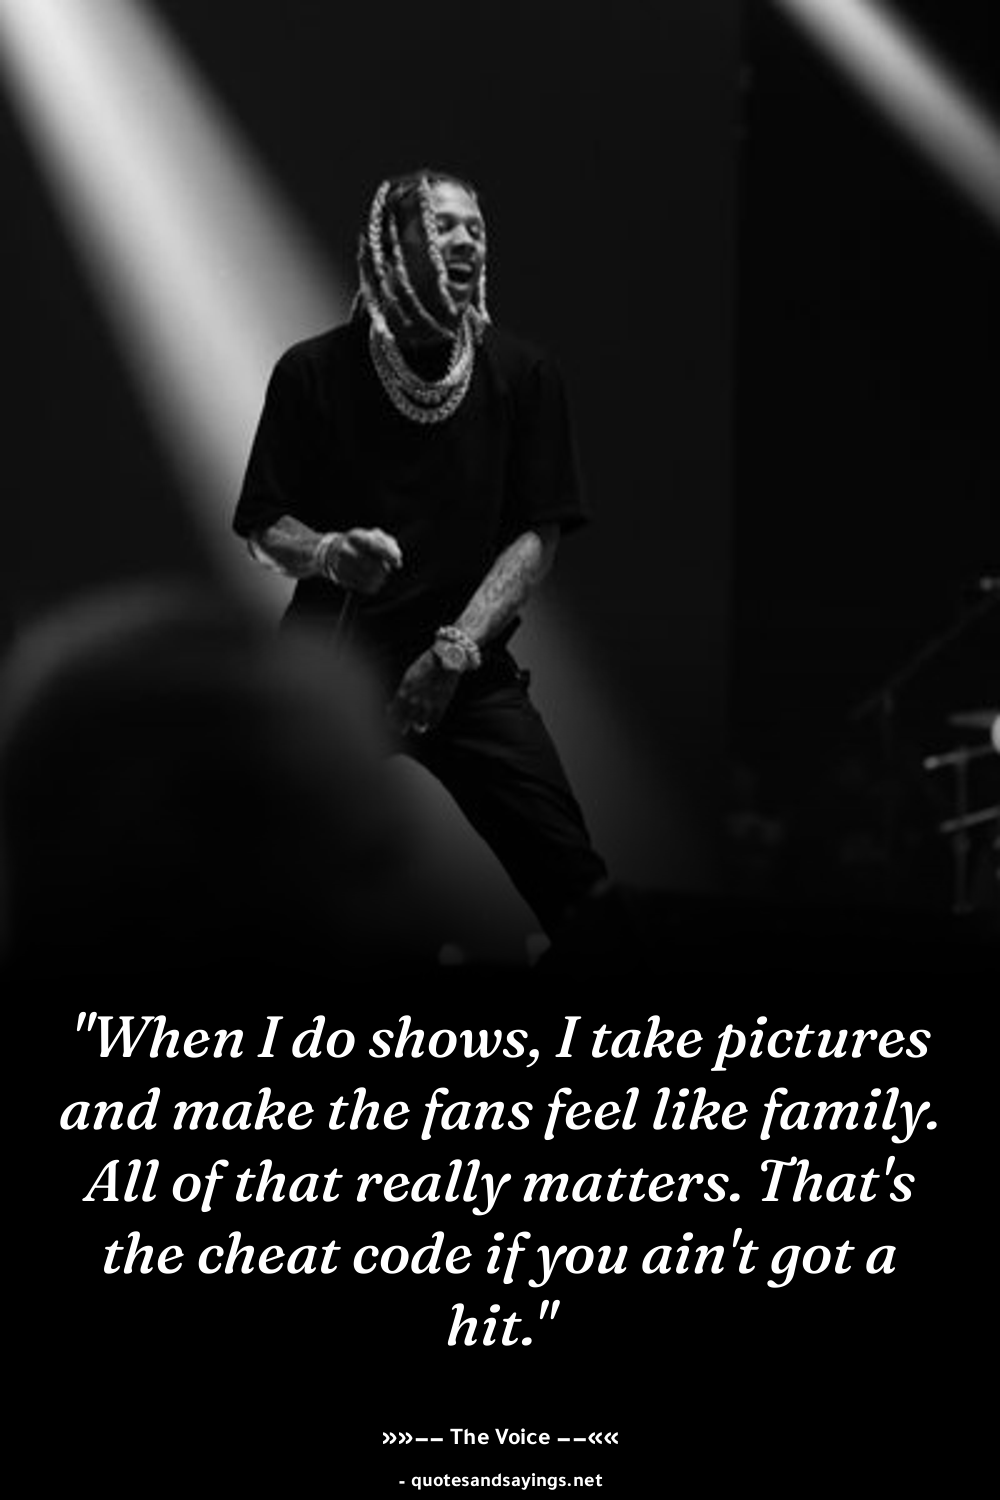 "When I do shows, I take pictures
and make the fans feel like family.
All of that really matters. That's
the cheat code if you ain't got a
hit."
»»–– The Voice ––««
- quotesandsayings.net